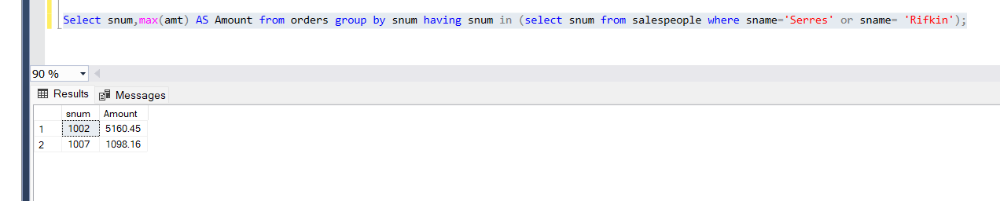 Select snum,max(amt) AS Amount from orders group by snum having snum in (select snum from salespeople where sname='Serres' or sname= 'Rifkin');
90 %
Results Messages
snum Amount
1 1002 5160.45
2 1007 1098.16